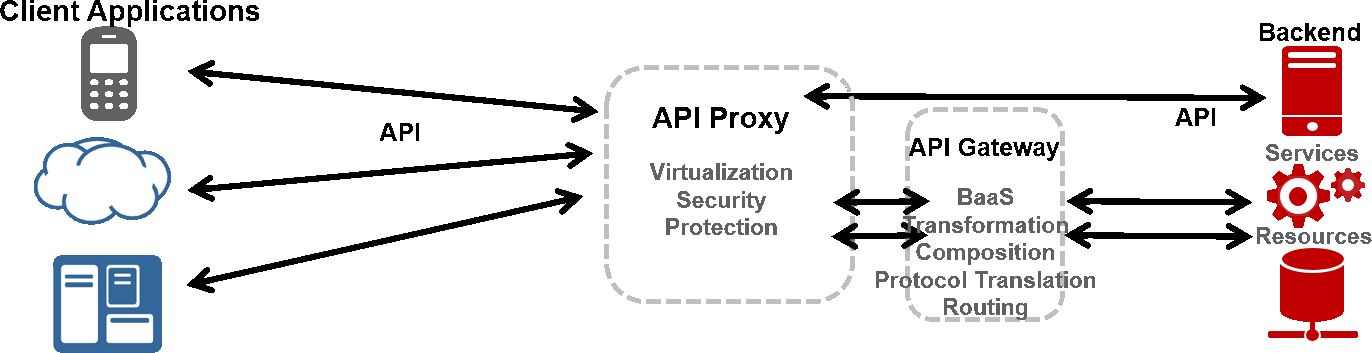 Client Applications
API
API Proxy
Virtualization
Security
Protection
API Gateway
BaaS
Transformation
Composition
Protocol Translation
Routing
Backend
API
Services
Resources